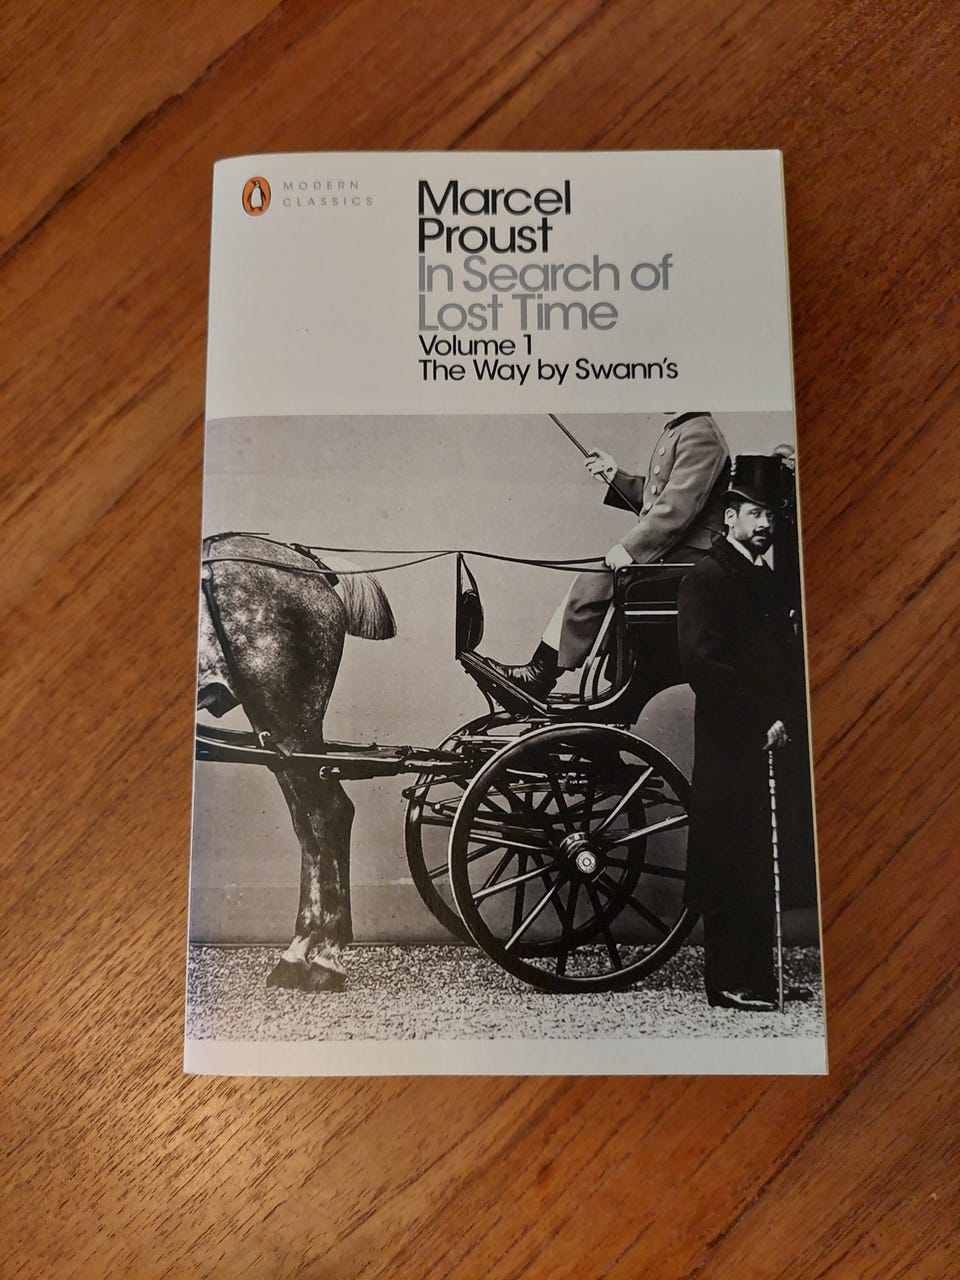 MODERN
CLASSICS
Marcel
Proust
In Search of
Lost Time
Volume 1
The Way by Swann's